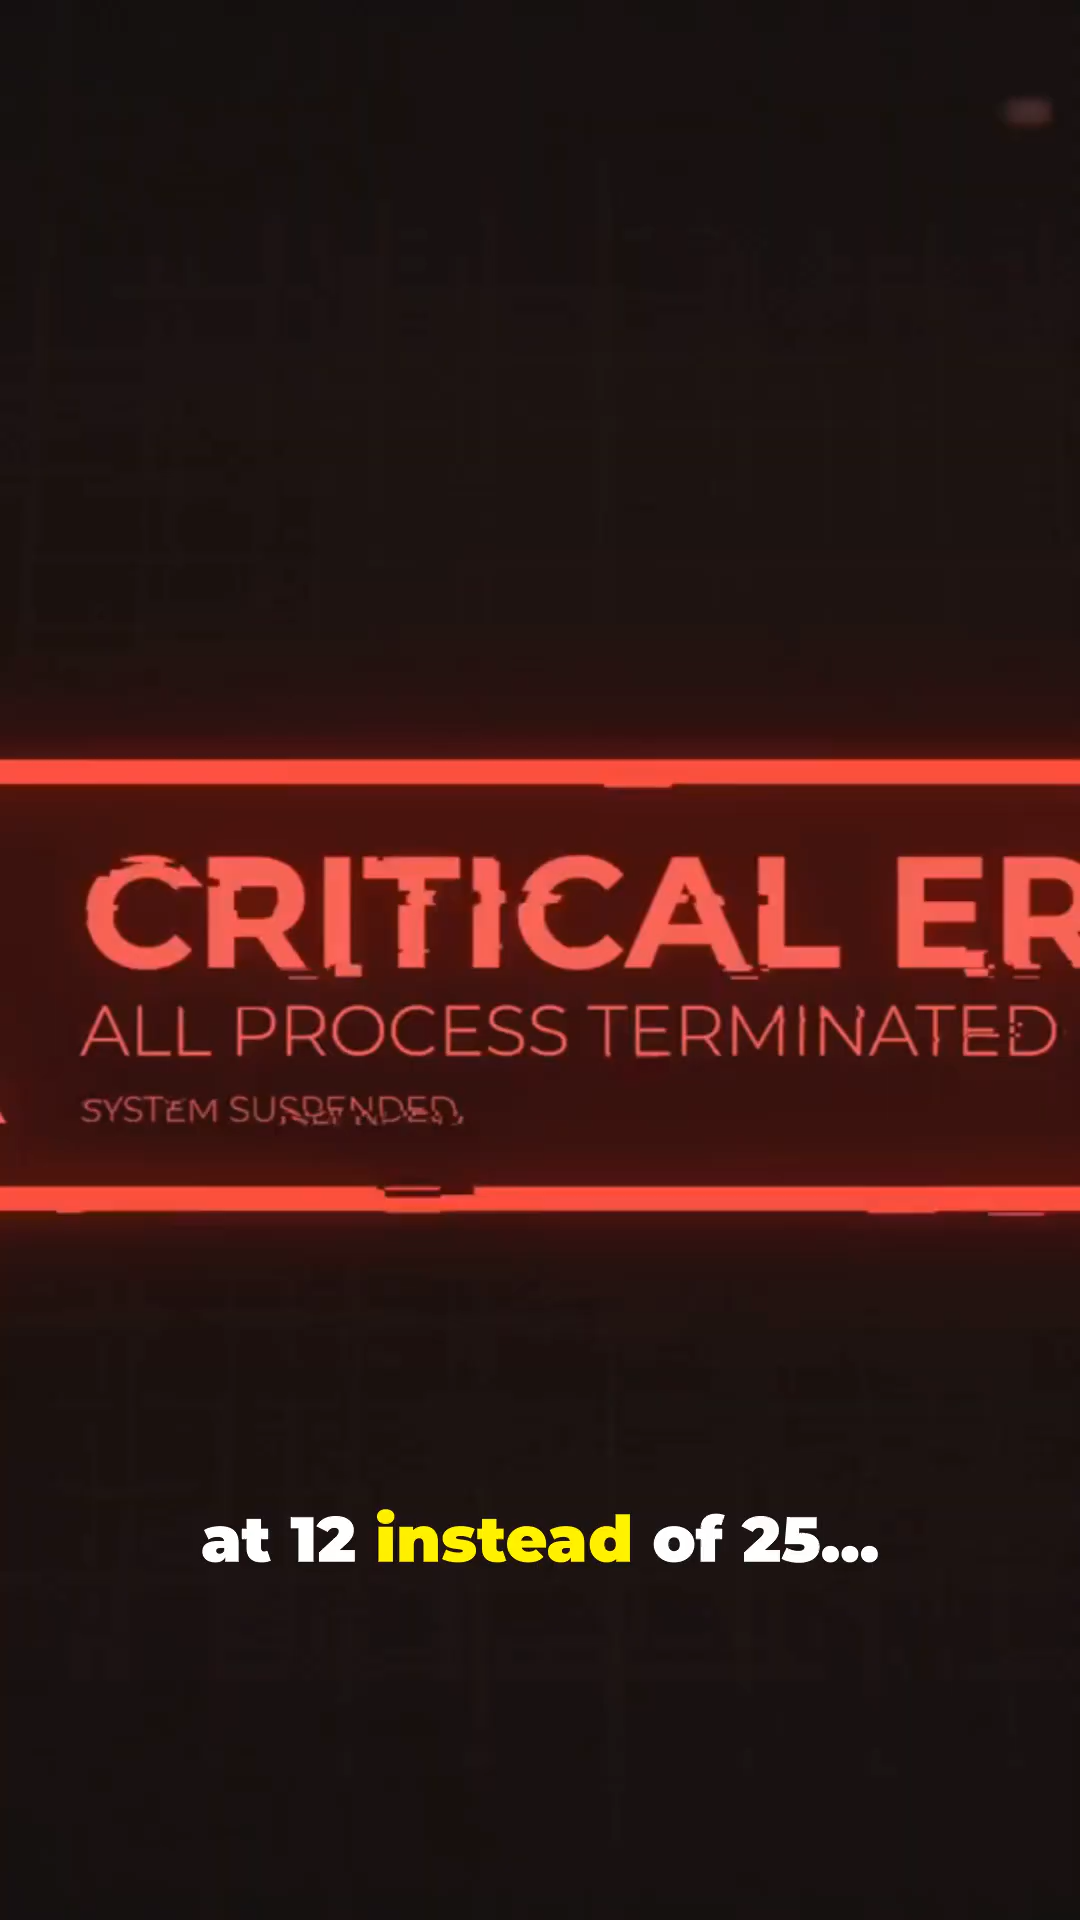 CRITICAL ER
ALL PROCESS TERMINATED
SYSTEM SUSPENDED
at 12 instead of 25...